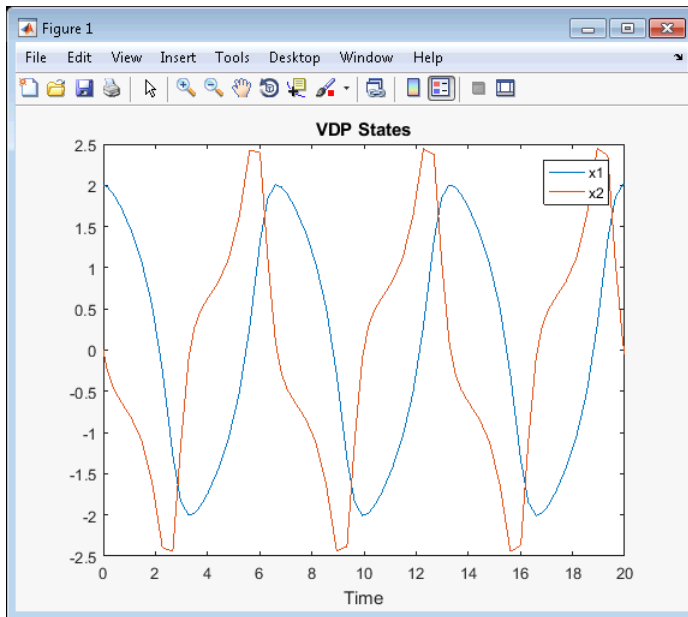 Figure 1
File Edit View Insert Tools Desktop Window Help
VDP States
x1
x2
2.5
2
1.5
1
0.5
0
-0.5
-1
-1.5
-2
-2.5
0 2 4 6 8 10 12 14 16 18 20
Time